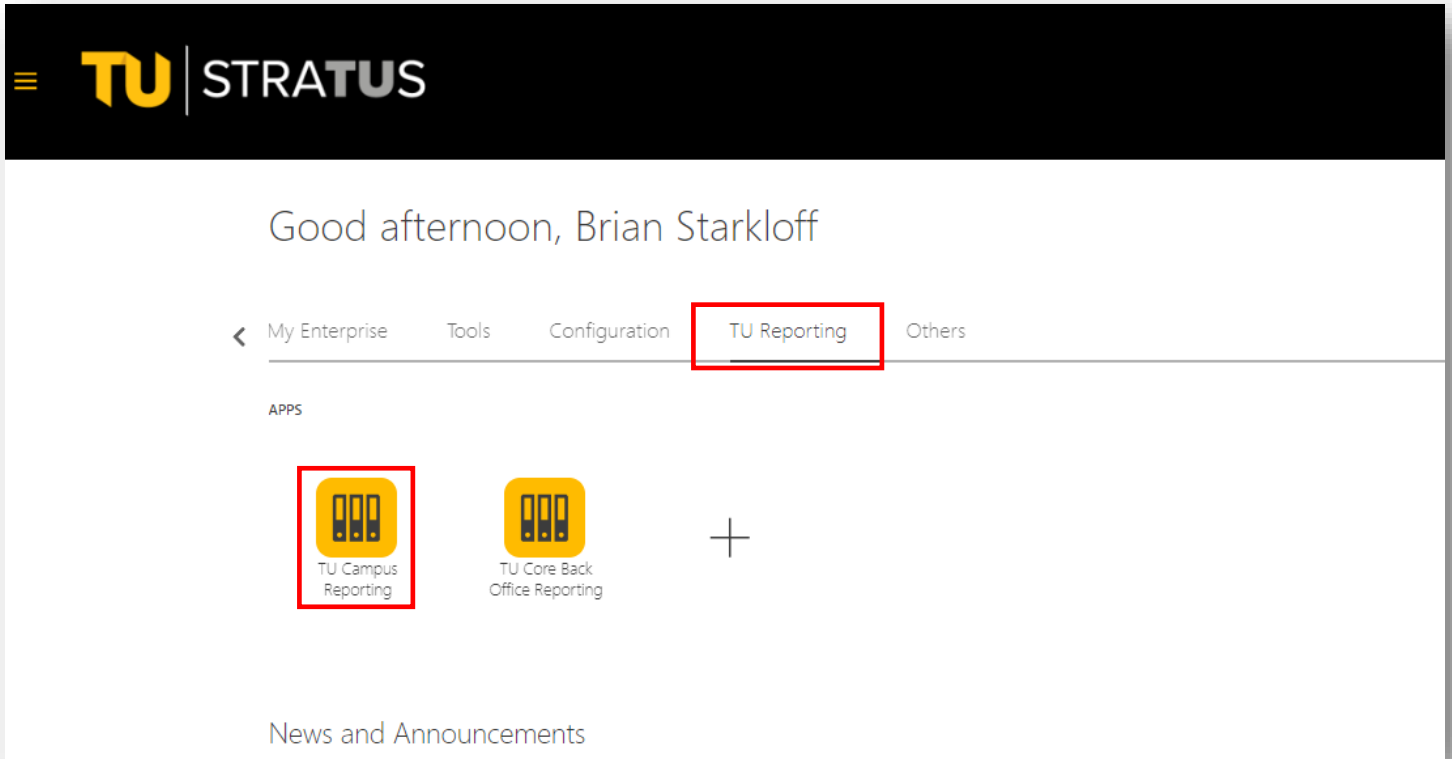 TU STRATUS
Good afternoon, Brian Starkloff
My Enterprise Tools Configuration TU Reporting Others
APPS
TU Campus
Reporting
TU Core Back
Office Reporting
News and Announcements